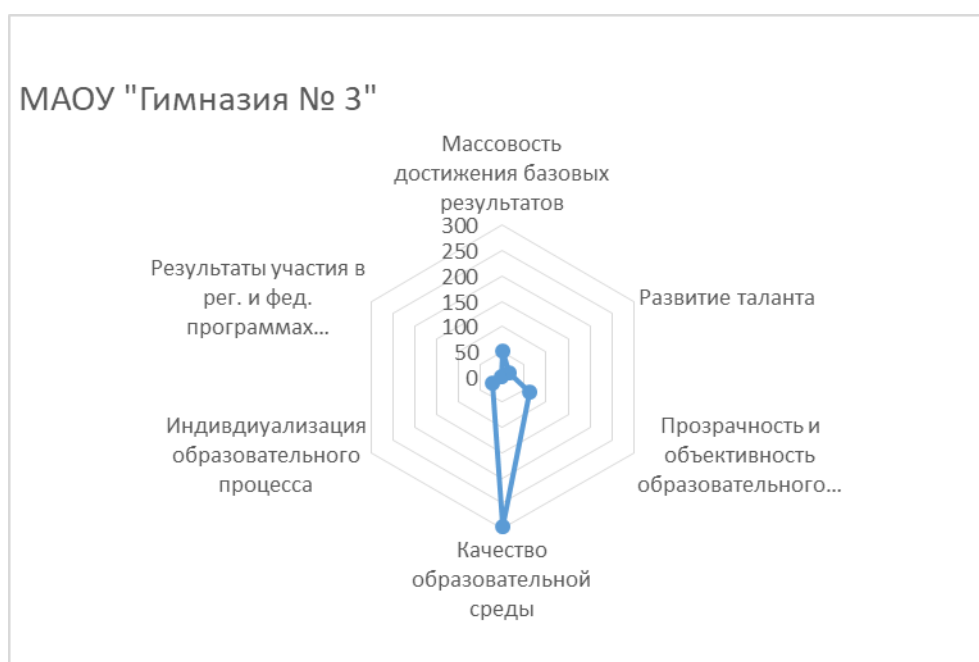 МАОУ "Гимназия № 3"
Массовость
достижения базовых
результатов
300
250
200
150
100
50
0
Развитие таланта
Прозрачность и
объективность
образовательного...
Качество
образовательной
среды
Индивдиуализация
образовательного
процесса
Результаты участия в
рег. и фед.
программах...